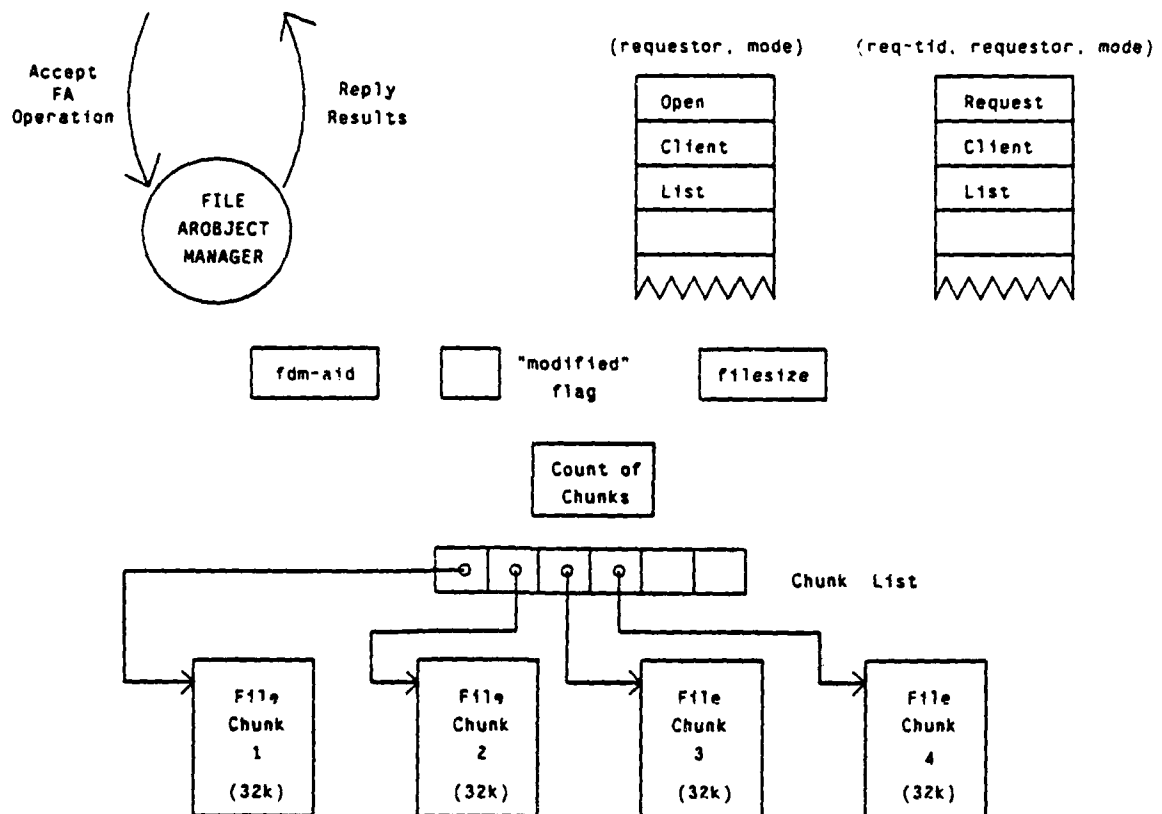 (requestor, mode)
(req-tid, requestor, mode)
Accept
FA
Operation
Reply
Results
Open
Client
List
Request
Client
List
FILE
AROBJECT
MANAGER
fdm-aid
"modified"
flag
filesize
Count of
Chunks
Chunk List
File
Chunk
1
(32k)
File
Chunk
2
(32k)
File
Chunk
3
(32k)
File
Chunk
4
(32k)